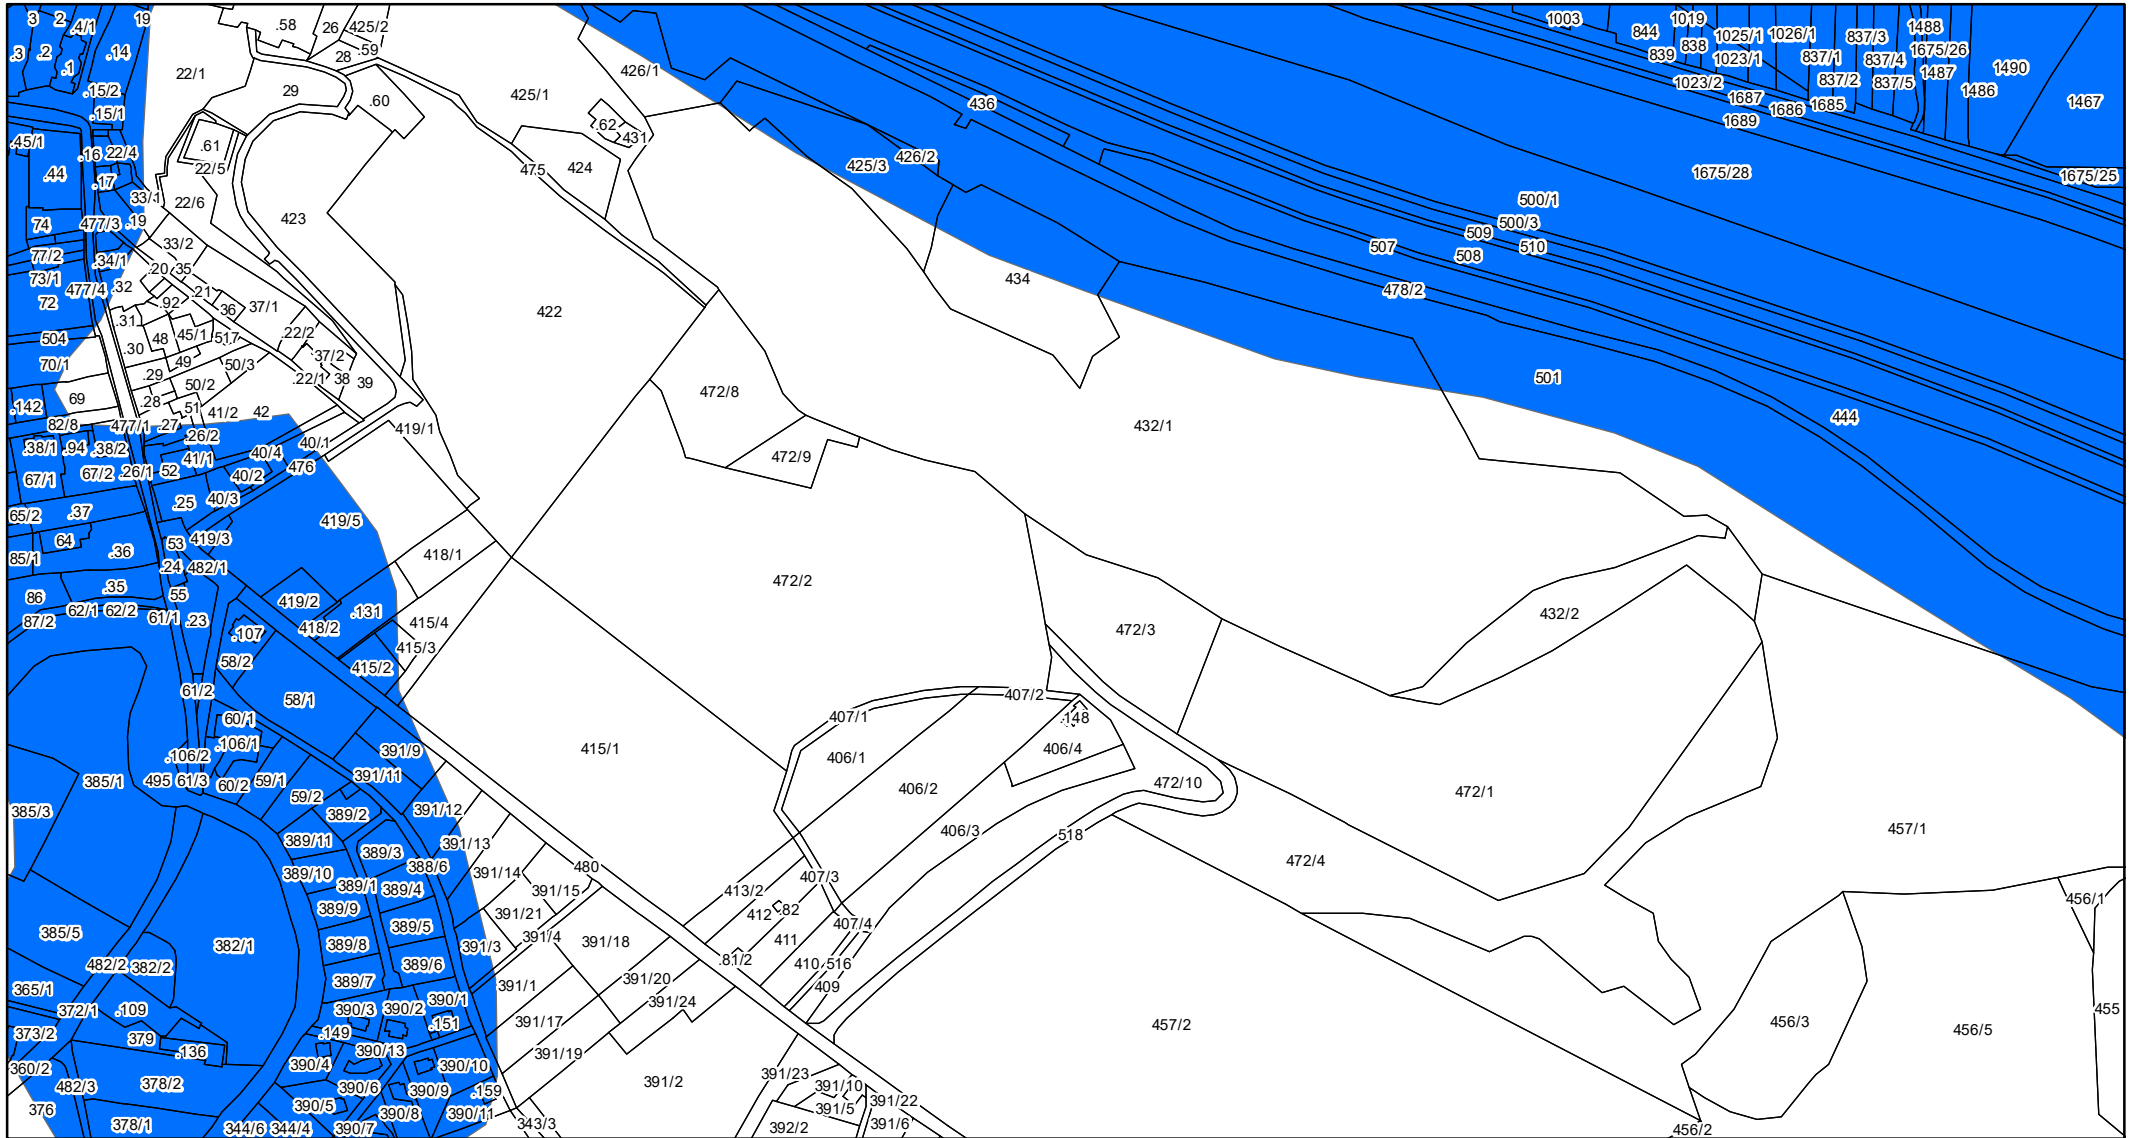 3 2 .4/1 19 .58 26 425/2 1003 1019 1488
.3 .2 .1 .14 28 .59 844 838 839 1025/1 1026/1 837/3 1675/26
22/1 29 426/1 1023/1 837/1 837/4 1487 1490
.15/2 .60 425/1 436 1023/2 837/2 837/5 1486
.15/1 1687 1686 1685 1467
.62 431 1689
.45/1 .16 22/4 .61 426/2
.44 .17 22/5 475 424 425/3 1675/28 1675/25
33/1 22/6 500/1
74 477/3 .19 423 500/3
33/2 509
77/2 .34/1 507 508 510
73/1 .20 35 434
72 477/4 .32 .92 .21 36 37/1 478/2
.31 422
504 .30 48 45/1 517 .22/2
70/1 .49 50/3 37/2
.29 50/2 .22/1 38 39 501
.142 69 .28 51 41/2 42 472/8 444
82/8 477/1 .27 .26/2 419/1 432/1
.38/1 .94 .38/2 40/1 40/4 472/9
67/1 67/2 .26/1 52 41/1 40/2 476
65/2 .37 .25 40/3 419/5
64 .36 53 419/3
85/1 .24 482/1 418/1 472/2
86 .35 55 419/2 .131
87/2 62/1 62/2 61/1 .23 418/2 415/4 432/2
.107 415/3 472/3
58/2 415/2
61/2 58/1 407/2
60/1 407/1 .148
.106/1 391/9 415/1 406/1 406/4
.106/2
385/1 495 61/3 60/2 59/1 391/11 406/2 472/10 472/1
385/3 59/2 389/2 391/12
389/11 391/13 406/3 518 457/1
389/3 388/6 480 472/4
389/10 389/1 389/4 391/14 391/15 413/2 407/3
389/9 391/21 412 .82 456/1
385/5 389/5 407/4
382/1 389/8 391/3 391/4 391/18 411
482/2 382/2 389/6 .81/2 410 516
365/1 389/7 391/1 391/20 409
372/1 .109 390/3 390/2 390/1 391/24 455
373/2 379 .149 .151 391/17 457/2 456/3 456/5
.136 390/13 391/19
360/2 390/4 390/10 391/23
482/3 378/2 390/6 390/9 .159 391/2 391/10
376 390/5 390/8 390/11 391/5 391/22
378/1 344/6 344/4 390/7 343/3 392/2 391/6 456/2